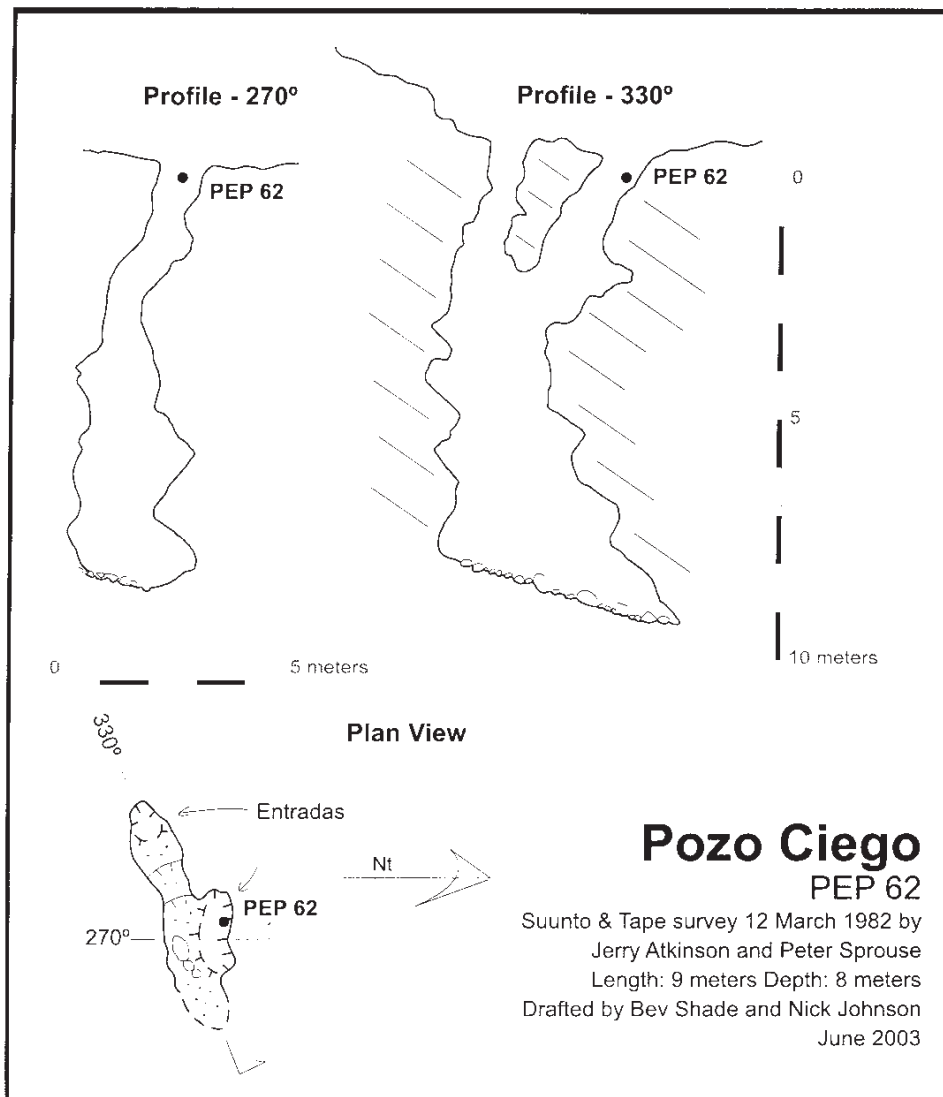 Profile - 270º
Profile - 330º
PEP 62
PEP 62
0
5
10 meters
0
5 meters
Plan View
330º
Entradas
Nt
PEP 62
270º
Pozo Ciego
PEP 62
Suunto & Tape survey 12 March 1982 by
Jerry Atkinson and Peter Sprouse
Length: 9 meters Depth: 8 meters
Drafted by Bev Shade and Nick Johnson
June 2003